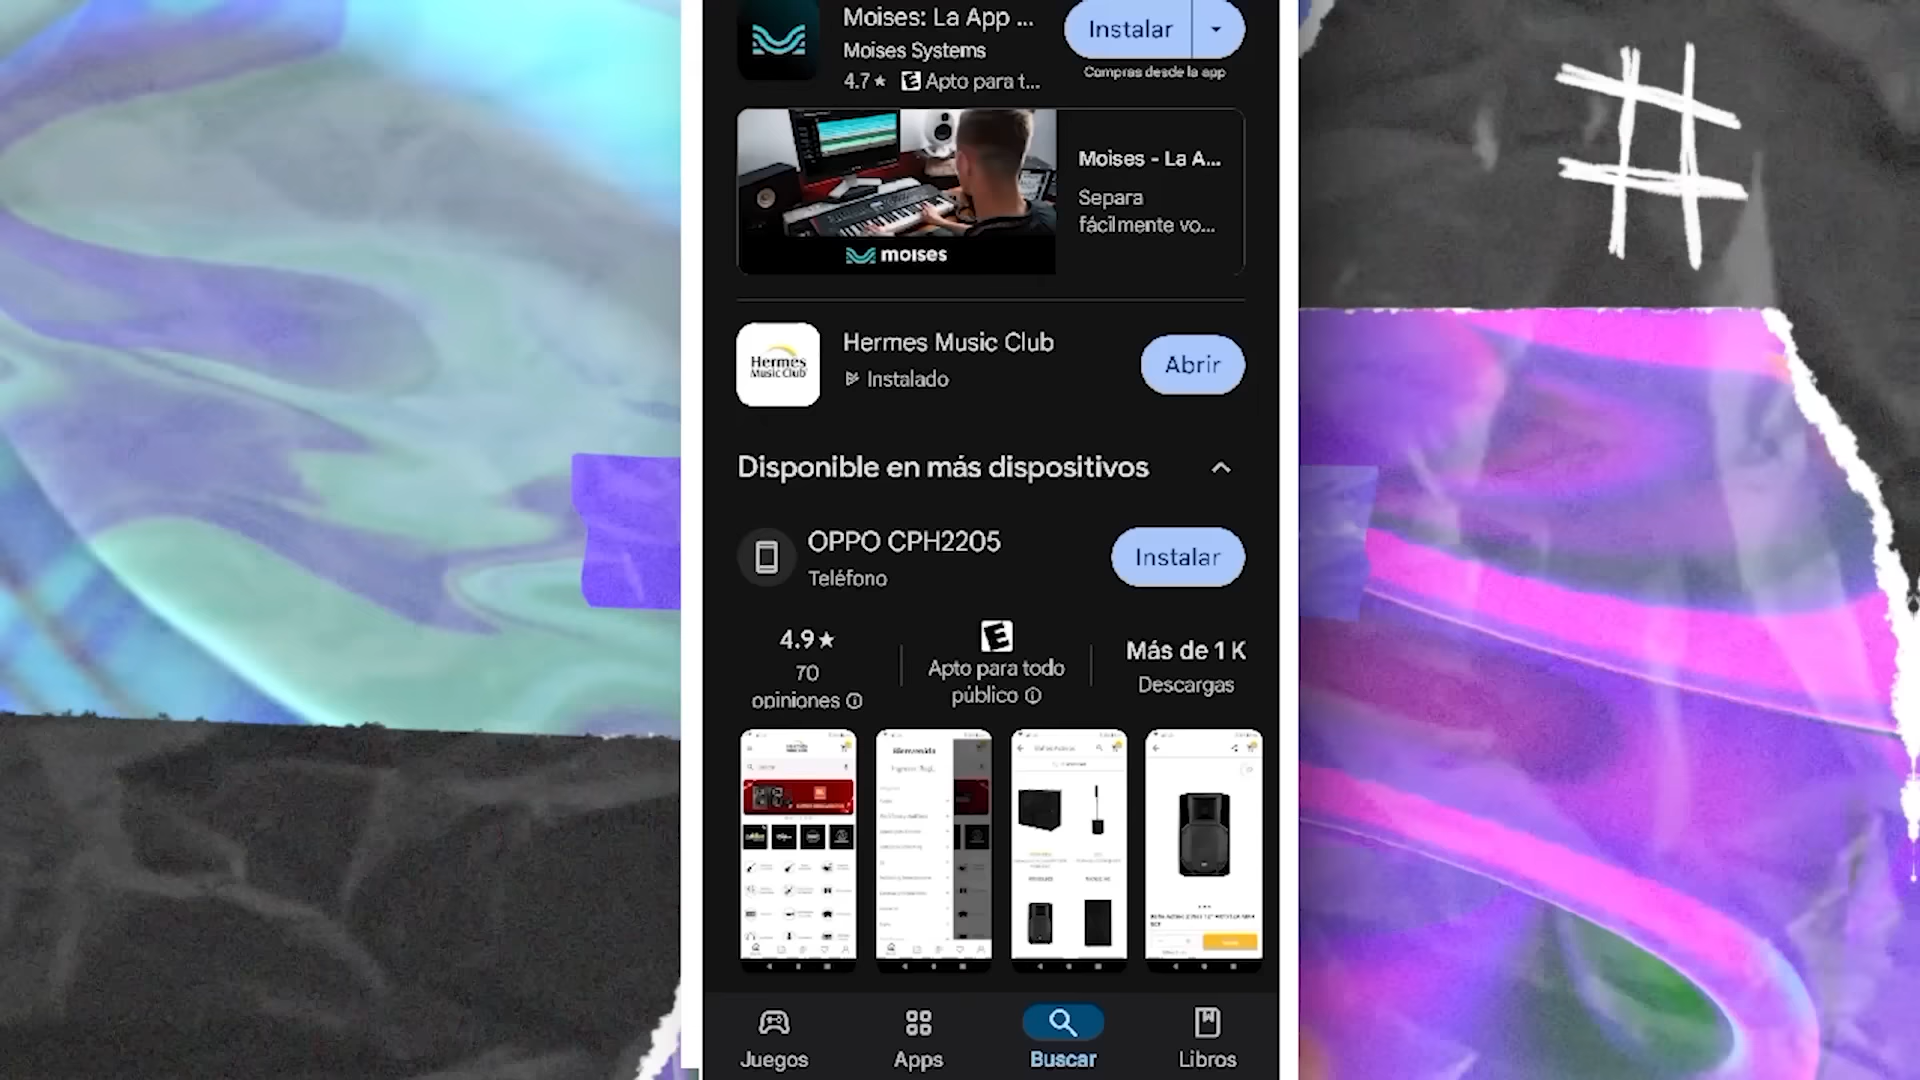 Moises: La App ...
Moises Systems
4.7★ E Apto para t...
Instalar
Compras desde la app
moises
Moises - La A...
Separa
fácilmente vo...
Hermes
Music Club
Hermes Music Club
Instalado
Abrir
Disponible en más dispositivos
OPPO CPH2205
Teléfono
Instalar
4.9★
70
opiniones
E
Apto para todo
público
Más de 1 K
Descargas
Bienvenido
Juegos
Apps
Buscar
Libros